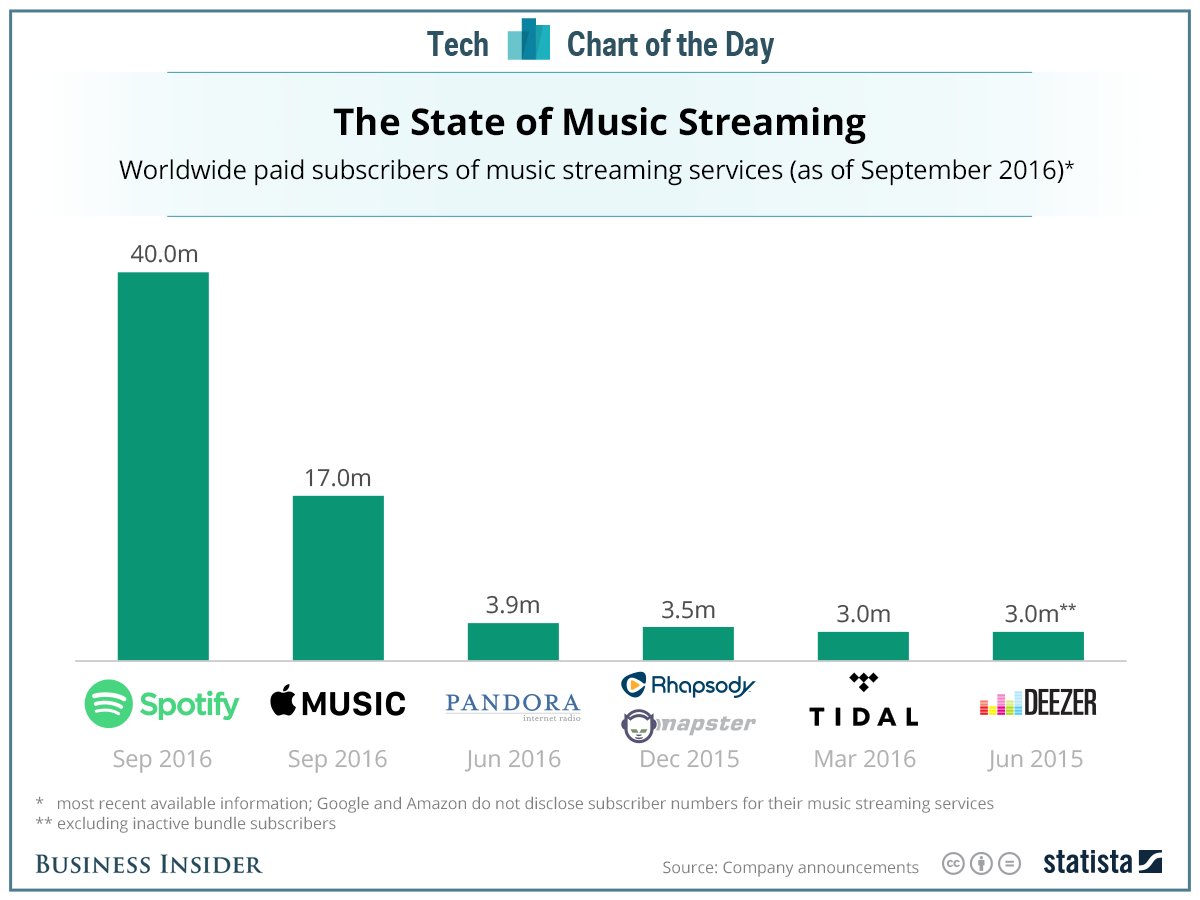 Tech Chart of the Day
The State of Music Streaming
Worldwide paid subscribers of music streaming services (as of September 2016)*
40.0m
17.0m
3.9m
3.5m
3.0m
3.0m**
Spotify
MUSIC
PANDORA
internet radio
Rhapsody
napster
TIDAL
DEEZER
Sep 2016
Sep 2016
Jun 2016
Dec 2015
Mar 2016
Jun 2015
* most recent available information; Google and Amazon do not disclose subscriber numbers for their music streaming services
** excluding inactive bundle subscribers
BUSINESS INSIDER
Source: Company announcements
cc
statista